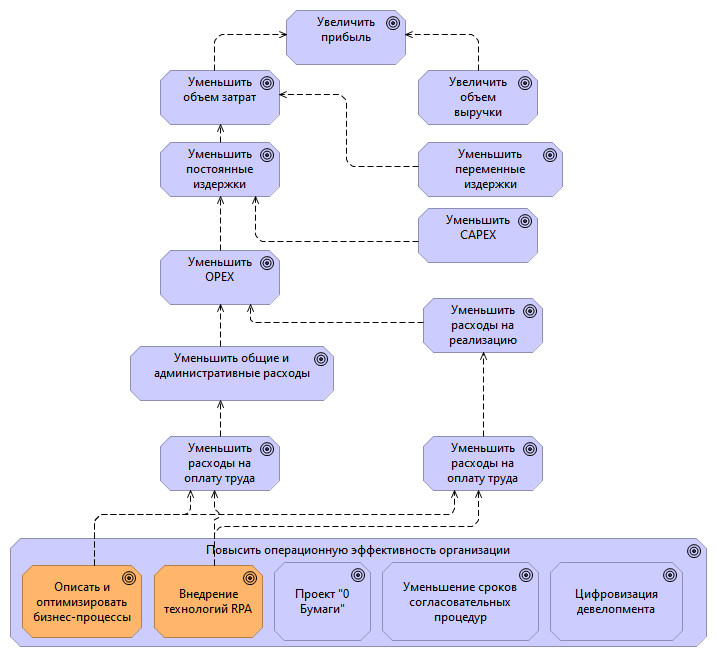 Увеличить
прибыль
Уменьшить
объем затрат
Увеличить
объем
выручки
Уменьшить
постоянные
издержки
Уменьшить
переменные
издержки
Уменьшить
CAPEX
Уменьшить
OPEX
Уменьшить
расходы на
реализацию
Уменьшить общие и
административные расходы
Уменьшить
расходы на
оплату труда
Уменьшить
расходы на
оплату труда
Повысить операционную эффективность организации
Описать и
оптимизировать
бизнес-процессы
Внедрение
технологий RPA
Проект "0
Бумаги"
Уменьшение сроков
согласовательных
процедур
Цифровизация
девелопмента